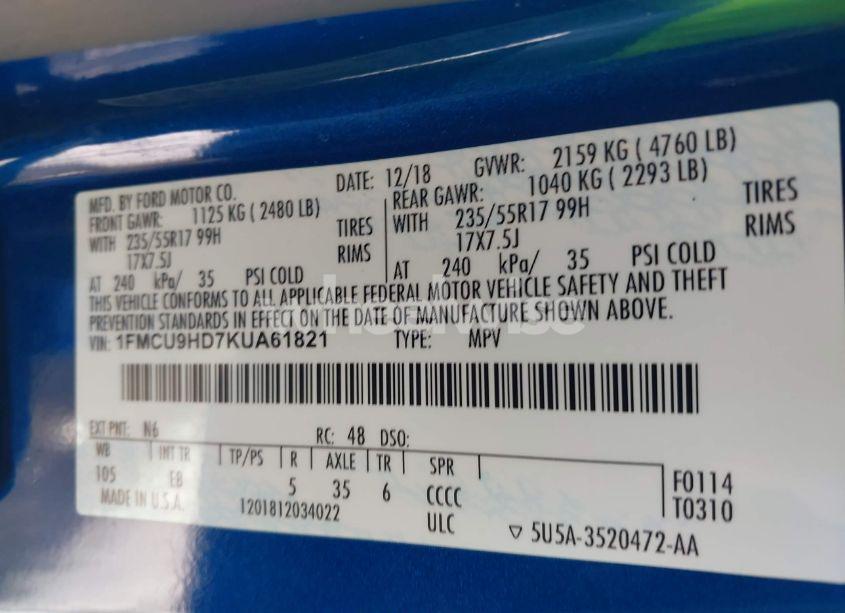 MFD. BY FORD MOTOR CO. DATE: 12/18 GVWR: 2159 KG ( 4760 LB)
FRONT GAWR: 1125 KG ( 2480 LB) REAR GAWR: 1040 KG ( 2293 LB)
WITH 235/55R17 99H TIRES WITH 235/55R17 99H TIRES
17X7.5J RIMS 17X7.5J RIMS
AT 240 kPa/ 35 PSI COLD AT 240 kPa/ 35 PSI COLD
THIS VEHICLE CONFORMS TO ALL APPLICABLE FEDERAL MOTOR VEHICLE SAFETY AND THEFT
PREVENTION STANDARDS IN EFFECT ON THE DATE OF MANUFACTURE SHOWN ABOVE.
VIN: 1FMCU9HD7KUA61821 TYPE: MPV
EXT PNT: N6 RC: 48 DSO:
WB INT TR TP/PS R AXLE TR SPR F0114
105 EB 5 35 6 CCCC T0310
MADE IN U.S.A. 1201812034022 ULC ▽ 5U5A-3520472-AA